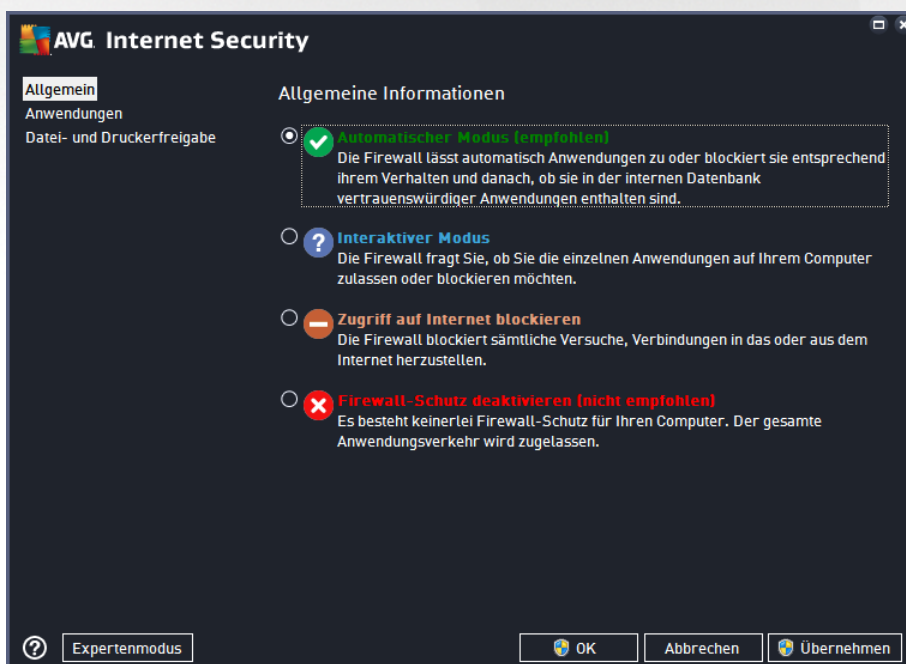 AVG. Internet Security
Allgemein
Anwendungen
Datei- und Druckerfreigabe
Allgemeine Informationen
Automatischer Modus (empfohlen)
Die Firewall lässt automatisch Anwendungen zu oder blockiert sie entsprechend
ihrem Verhalten und danach, ob sie in der internen Datenbank
vertrauenswürdiger Anwendungen enthalten sind.
Interaktiver Modus
Die Firewall fragt Sie, ob Sie die einzelnen Anwendungen auf Ihrem Computer
zulassen oder blockieren möchten.
Zugriff auf Internet blockieren
Die Firewall blockiert sämtliche Versuche, Verbindungen in das oder aus dem
Internet herzustellen.
Firewall-Schutz deaktivieren (nicht empfohlen)
Es besteht keinerlei Firewall-Schutz für Ihren Computer. Der gesamte
Anwendungsverkehr wird zugelassen.
Expertenmodus
OK
Abbrechen
Übernehmen